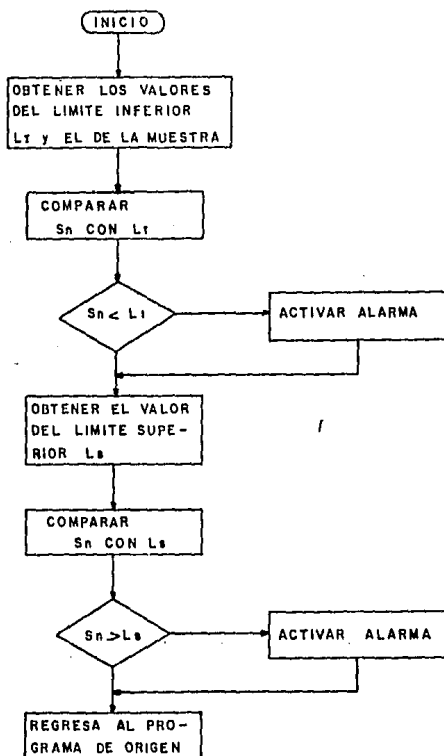 INICIO
OBTENER LOS VALORES
DEL LIMITE INFERIOR
LI y EL DE LA MUESTRA
COMPARAR
Sn CON LI
Sn < LI
ACTIVAR ALARMA
OBTENER EL VALOR
DEL LIMITE SUPE-
RIOR Ls
COMPARAR
Sn CON Ls
Sn > Ls
ACTIVAR ALARMA
REGRESA AL PRO-
GRAMA DE ORIGEN